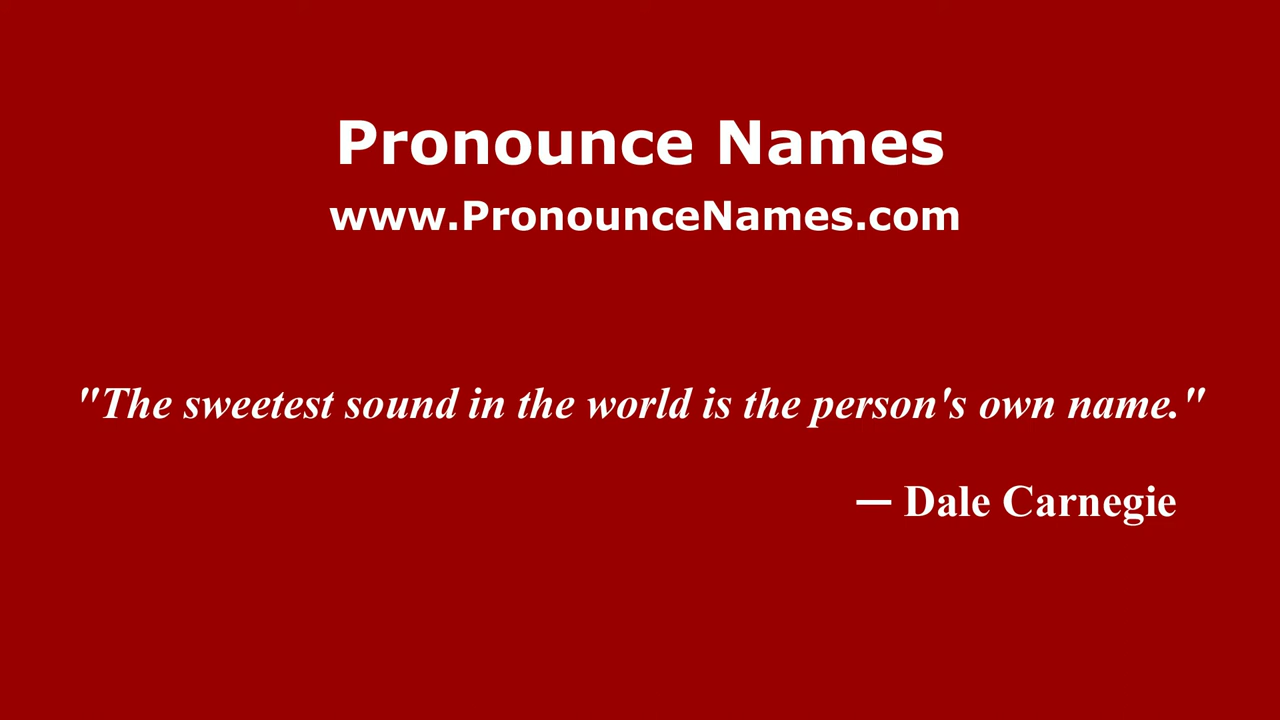 Pronounce Names
www.PronounceNames.com
"The sweetest sound in the world is the person's own name."
— Dale Carnegie